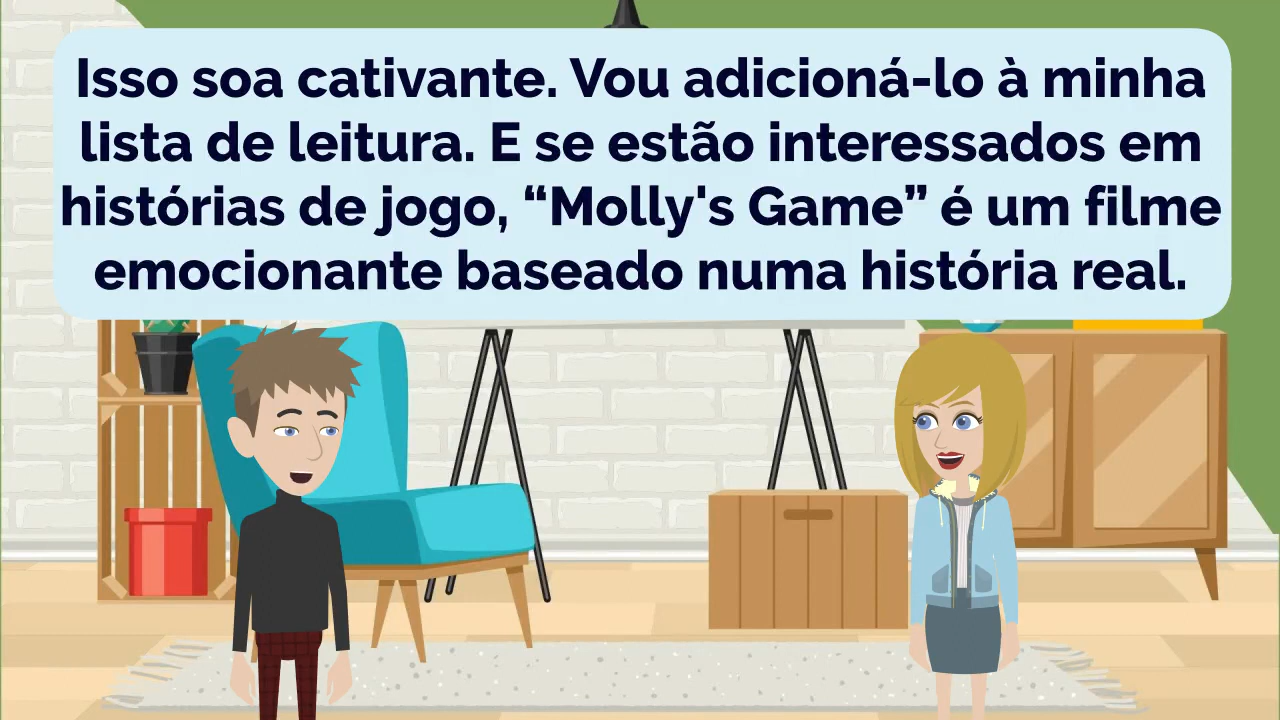 Isso soa cativante. Vou adicioná-lo à minha
lista de leitura. E se estão interessados em
histórias de jogo, “Molly's Game” é um filme
emocionante baseado numa história real.